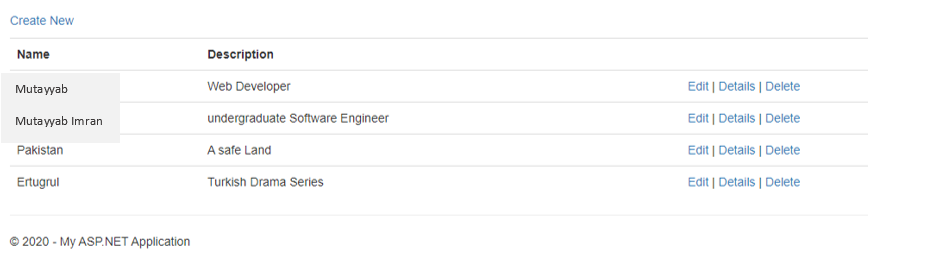 Create New
Name Description
Mutayyab Web Developer Edit | Details | Delete
Mutayyab Imran undergraduate Software Engineer Edit | Details | Delete
Pakistan A safe Land Edit | Details | Delete
Ertugrul Turkish Drama Series Edit | Details | Delete
© 2020 - My ASP.NET Application